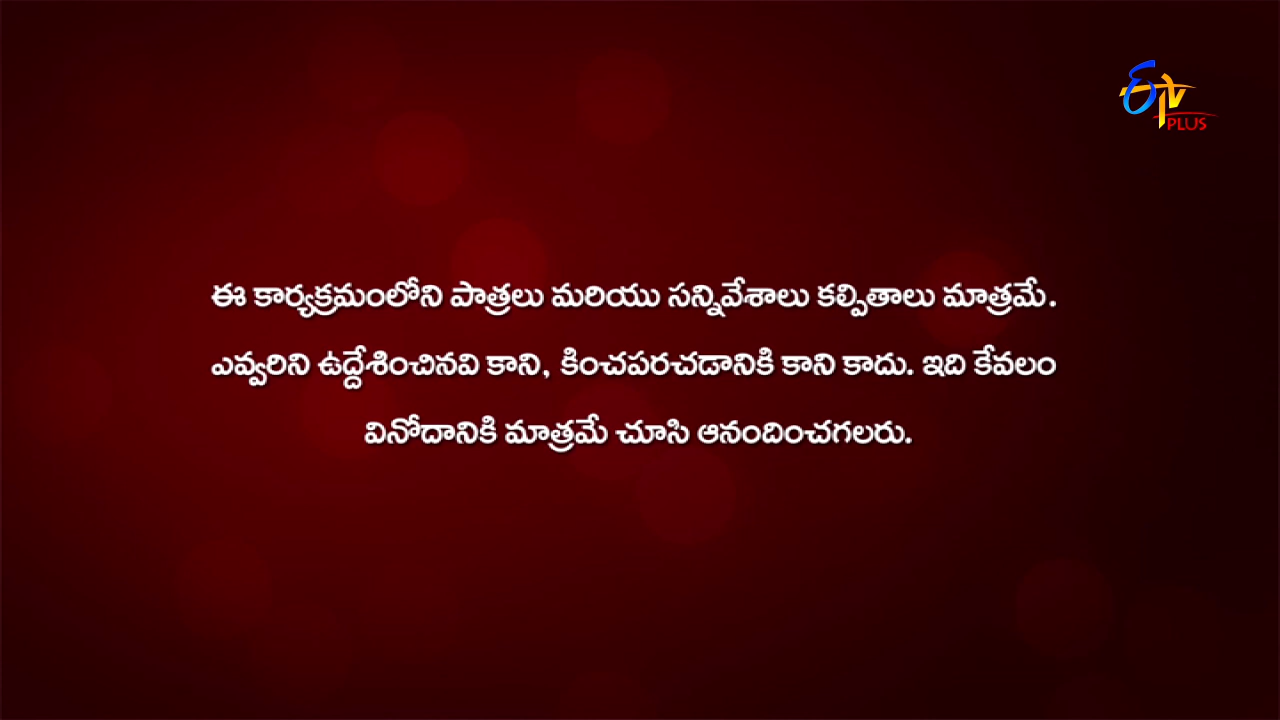 ETV
PLUS
ఈ కార్యక్రమంలోని పాత్రలు మరియు సన్నివేశాలు కల్పితాలు మాత్రమే.
ఎవ్వరిని ఉద్దేశించినవి కాని, కించపరచడానికి కాని కాదు. ఇది కేవలం
వినోదానికి మాత్రమే చూసి ఆనందించగలరు.